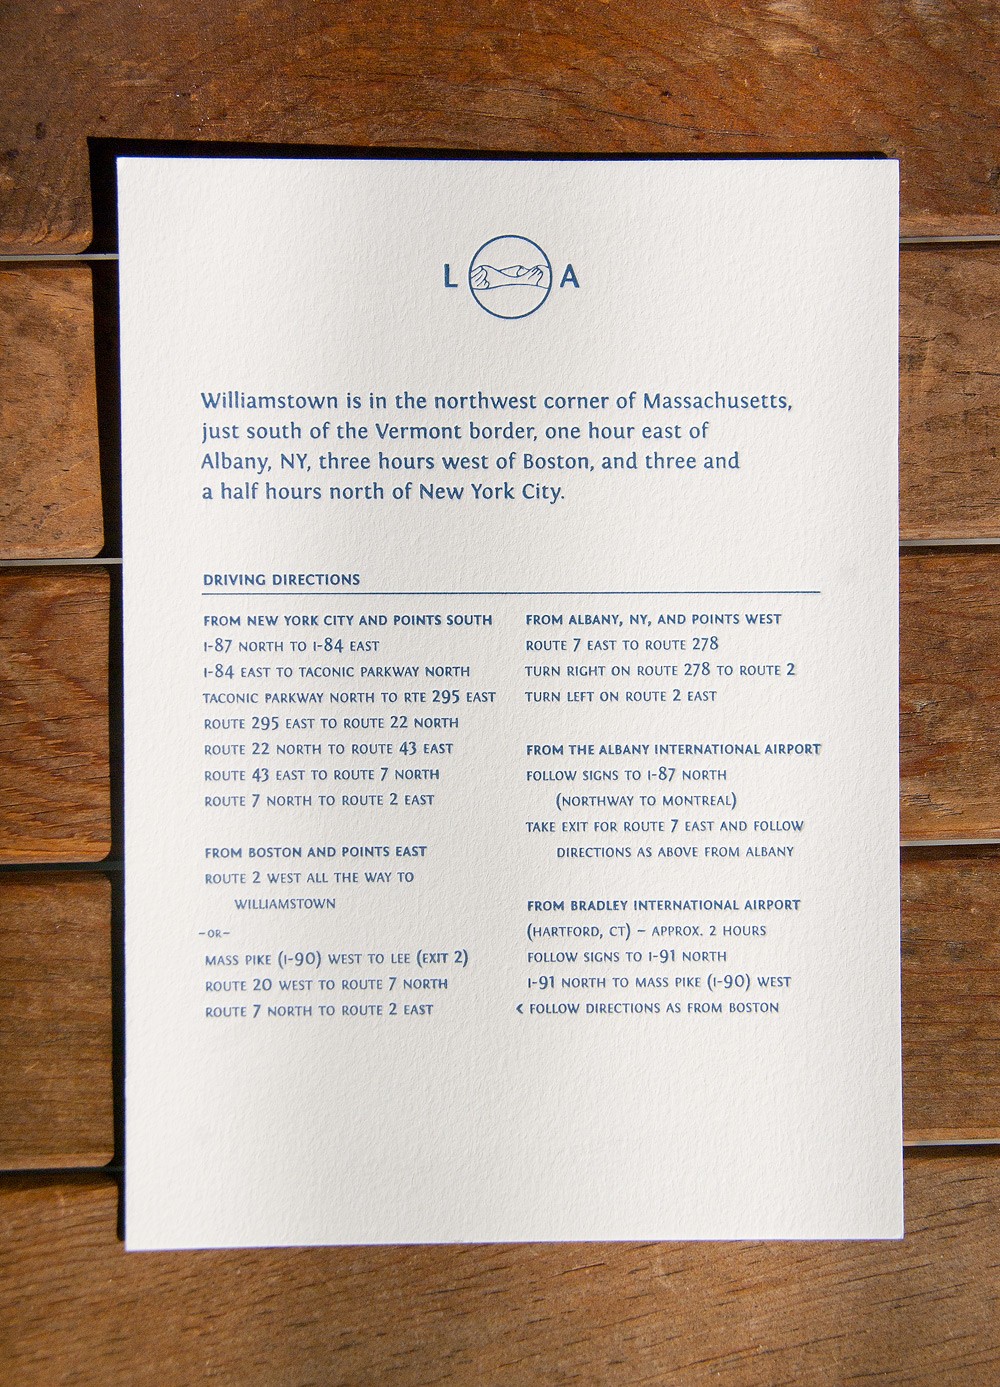 L A
Williamstown is in the northwest corner of Massachusetts,
just south of the Vermont border, one hour east of
Albany, NY, three hours west of Boston, and three and
a half hours north of New York City.
DRIVING DIRECTIONS
FROM NEW YORK CITY AND POINTS SOUTH
I-87 NORTH TO I-84 EAST
I-84 EAST TO TACONIC PARKWAY NORTH
TACONIC PARKWAY NORTH TO RTE 295 EAST
ROUTE 295 EAST TO ROUTE 22 NORTH
ROUTE 22 NORTH TO ROUTE 43 EAST
ROUTE 43 EAST TO ROUTE 7 NORTH
ROUTE 7 NORTH TO ROUTE 2 EAST
FROM BOSTON AND POINTS EAST
ROUTE 2 WEST ALL THE WAY TO
WILLIAMSTOWN
–OR–
MASS PIKE (I-90) WEST TO LEE (EXIT 2)
ROUTE 20 WEST TO ROUTE 7 NORTH
ROUTE 7 NORTH TO ROUTE 2 EAST
FROM ALBANY, NY, AND POINTS WEST
ROUTE 7 EAST TO ROUTE 278
TURN RIGHT ON ROUTE 278 TO ROUTE 2
TURN LEFT ON ROUTE 2 EAST
FROM THE ALBANY INTERNATIONAL AIRPORT
FOLLOW SIGNS TO I-87 NORTH
(NORTHWAY TO MONTREAL)
TAKE EXIT FOR ROUTE 7 EAST AND FOLLOW
DIRECTIONS AS ABOVE FROM ALBANY
FROM BRADLEY INTERNATIONAL AIRPORT
(HARTFORD, CT) – APPROX. 2 HOURS
FOLLOW SIGNS TO I-91 NORTH
I-91 NORTH TO MASS PIKE (I-90) WEST
< FOLLOW DIRECTIONS AS FROM BOSTON